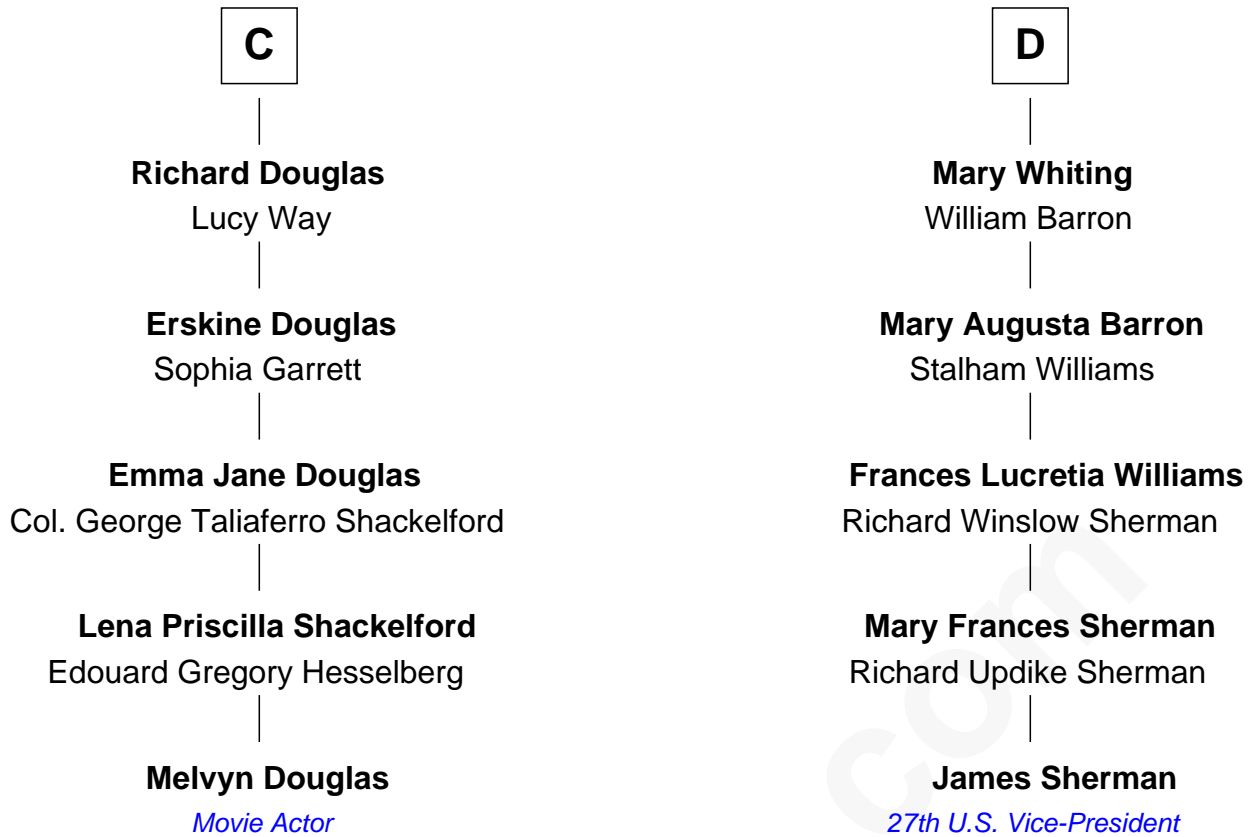 C
Richard Douglas
Lucy Way
Erskine Douglas
Sophia Garrett
Emma Jane Douglas
Col. George Taliaferro Shackelford
Lena Priscilla Shackelford
Edouard Gregory Hesselberg
Melvyn Douglas
Movie Actor
D
Mary Whiting
William Barron
Mary Augusta Barron
Stalham Williams
Frances Lucretia Williams
Richard Winslow Sherman
Mary Frances Sherman
Richard Updike Sherman
James Sherman
27th U.S. Vice-President
com